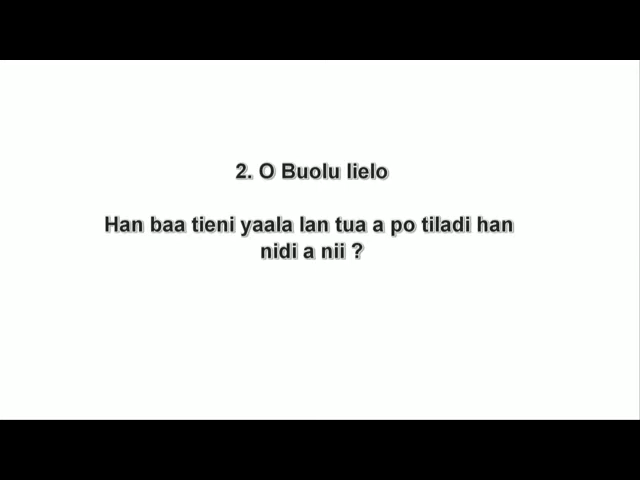 2. O Buolu lielo
Han baa tieni yaala lan tua a po tiladi han
nidi a nii ?